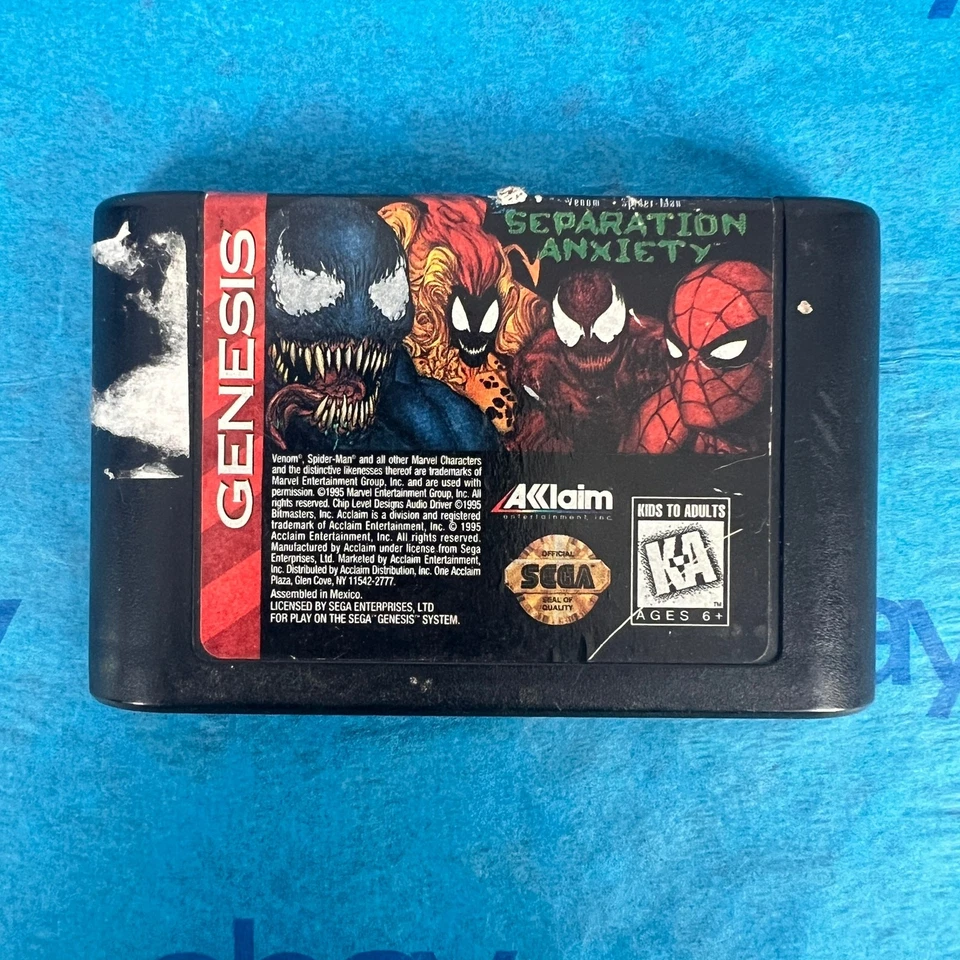 Venom • Spider-Man
SEPARATION
ANXIETY
GENESIS
Venom®, Spider-Man® and all other Marvel Characters
and the distinctive likenesses thereof are trademarks of
Marvel Entertainment Group, Inc. and are used with
permission. ©1995 Marvel Entertainment Group, Inc. All
rights reserved. Chip Level Designs Audio Driver ©1995
Bitmasters, Inc. Acclaim is a division and registered
trademark of Acclaim Entertainment, Inc. © 1995
Acclaim Entertainment, Inc. All rights reserved.
Manufactured by Acclaim under license from Sega
Enterprises, Ltd. Marketed by Acclaim Entertainment,
Inc. Distributed by Acclaim Distribution, Inc. One Acclaim
Plaza, Glen Cove, NY 11542-2777.
Assembled in Mexico.
LICENSED BY SEGA ENTERPRISES, LTD
FOR PLAY ON THE SEGA™ GENESIS™ SYSTEM.
AKKlaim
entertainment, inc.
OFFICIAL
SEGA
SEAL OF
QUALITY
KIDS TO ADULTS
K-A
™
AGES 6+
ebay